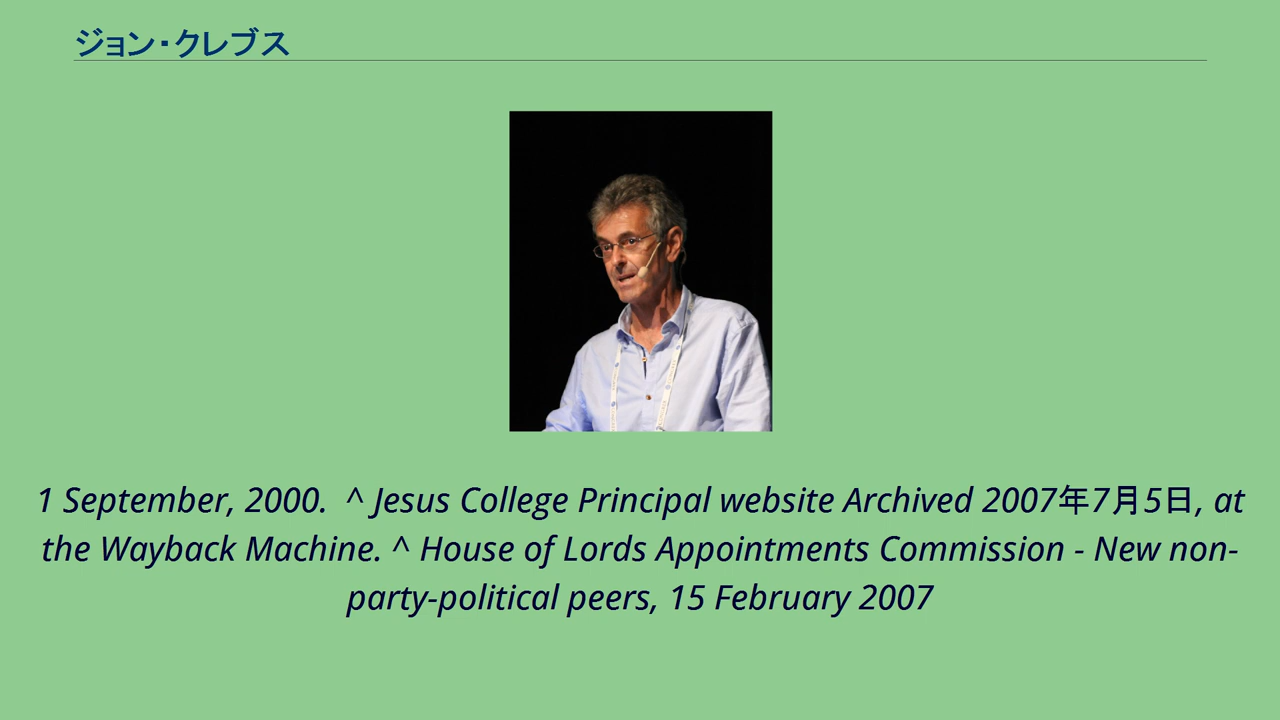 ジョン・クレブス
1 September, 2000. ^ Jesus College Principal website Archived 2007年7月5日, at
the Wayback Machine. ^ House of Lords Appointments Commission - New non-
party-political peers, 15 February 2007